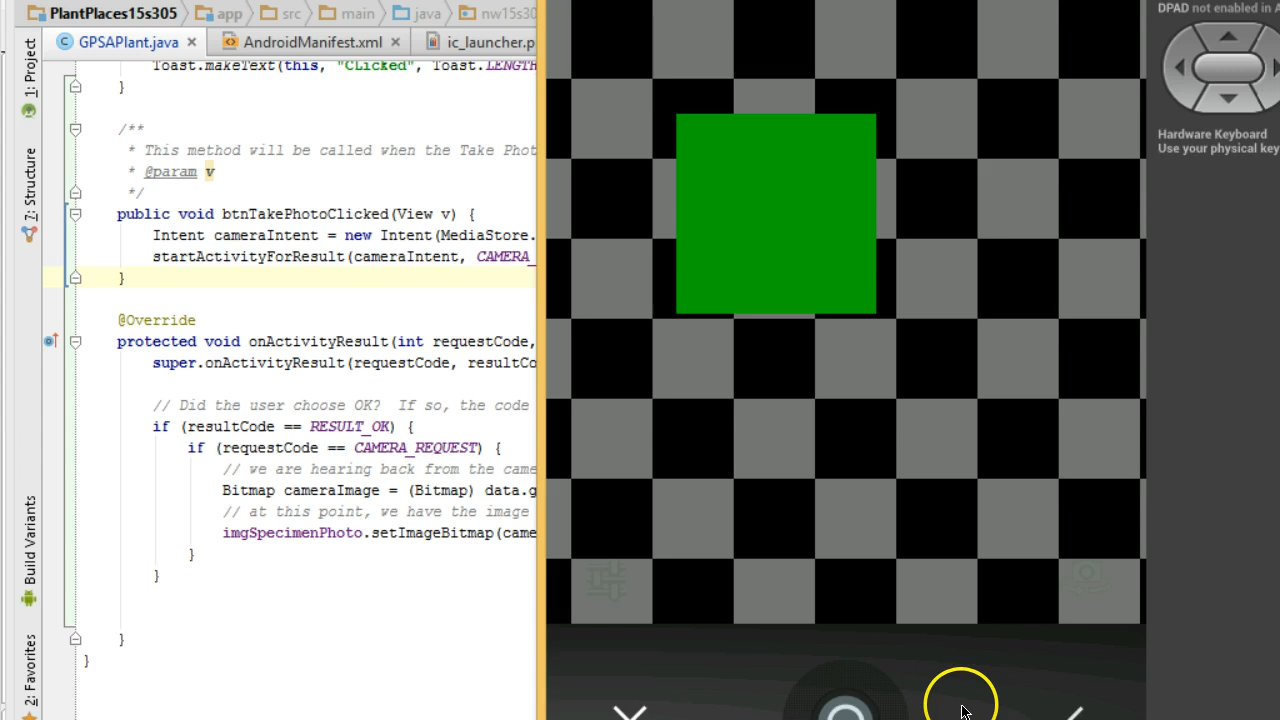 PlantPlaces15s305 app src main java nw15s30
GPSAPlant.java AndroidManifest.xml ic_launcher.p
1: Project
7: Structure
Build Variants
2: Favorites
Toast.makeText(this, "CLicked", Toast.LENGTH
}
/**
* This method will be called when the Take Phot
* @param v
*/
public void btnTakePhotoClicked(View v) {
Intent cameraIntent = new Intent(MediaStore.
startActivityForResult(cameraIntent, CAMERA_
}
@Override
protected void onActivityResult(int requestCode,
super.onActivityResult(requestCode, resultCo
// Did the user choose OK?  If so, the code
if (resultCode == RESULT_OK) {
if (requestCode == CAMERA_REQUEST) {
// we are hearing back from the came
Bitmap cameraImage = (Bitmap) data.g
// at this point, we have the image
imgSpecimenPhoto.setImageBitmap(came
}
}
}
}
DPAD not enabled in A
Hardware Keyboard
Use your physical key